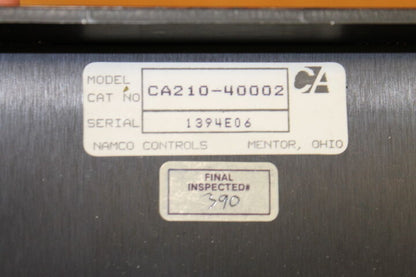 MODEL
CAT NO CA210-40002 CA
SERIAL 1394E06
NAMCO CONTROLS MENTOR, OHIO
FINAL
INSPECTED#
390